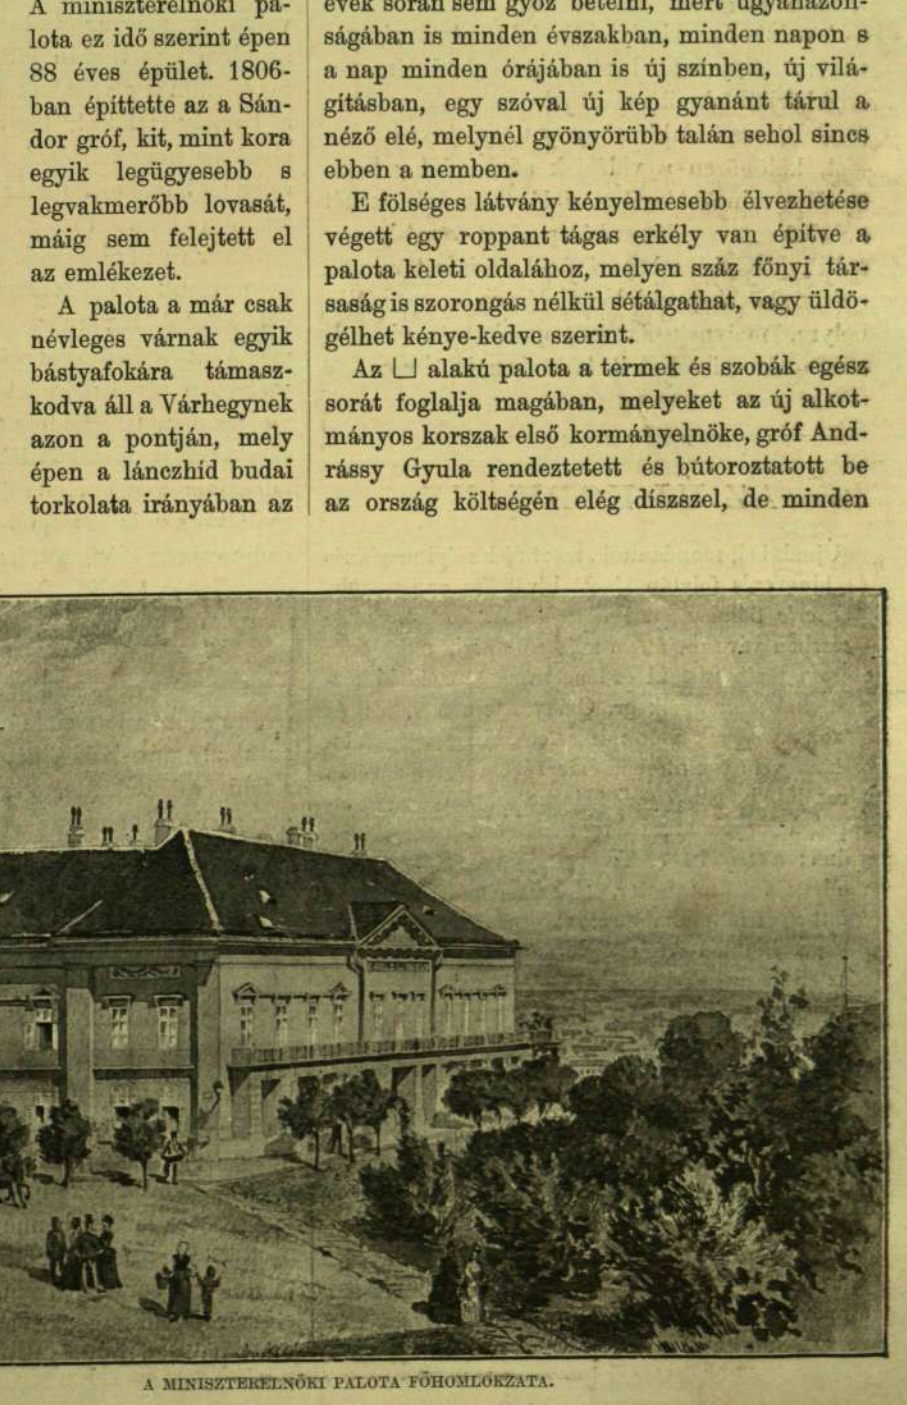 A miniszterelnöki pa-
lota ez idő szerint épen
88 éves épület. 1806-
ban építtette az a Sán-
dor gróf, kit, mint kora
egyik legügyesebb s
legvakmerőbb lovasát,
máig sem felejtett el
az emlékezet.
A palota a már csak
névleges várnak egyik
bástyafokára támasz-
kodva áll a Várhegynek
azon a pontján, mely
épen a lánczhíd budai
torkolata irányában az
évek során sem győz betelni, mert ugyanazon-
ságában is minden évszakban, minden napon s
a nap minden órájában is új színben, új vilá-
gításban, egy szóval új kép gyanánt tárul a
néző elé, melynél gyönyörübb talán sehol sincs
ebben a nemben.
E fölséges látvány kényelmesebb élvezhetése
végett egy roppant tágas erkély van építve a
palota keleti oldalához, melyen száz főnyi tár-
saság is szorongás nélkül sétálgathat, vagy üldö-
gélhet kénye-kedve szerint.
Az ⊔ alakú palota a termek és szobák egész
sorát foglalja magában, melyeket az új alkot-
mányos korszak első kormányelnöke, gróf And-
rássy Gyula rendeztetett és bútoroztatott be
az ország költségén elég díszszel, de minden
A MINISZTERELNÖKI PALOTA FŐHOMLOKZATA.